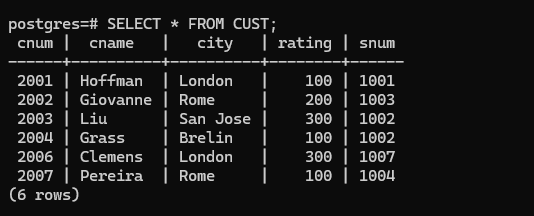 postgres=# SELECT * FROM CUST;
 cnum |  cname   |   city   | rating | snum
------+----------+----------+--------+------
 2001 | Hoffman  | London   |    100 | 1001
 2002 | Giovanne | Rome     |    200 | 1003
 2003 | Liu      | San Jose |    300 | 1002
 2004 | Grass    | Brelin   |    100 | 1002
 2006 | Clemens  | London   |    300 | 1007
 2007 | Pereira  | Rome     |    100 | 1004
(6 rows)